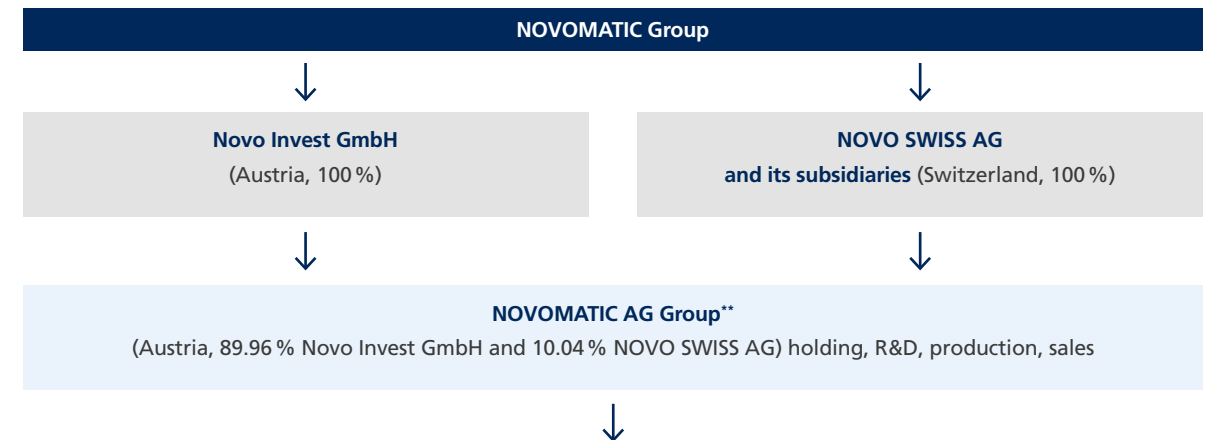 NOVOMATIC Group
Novo Invest GmbH
(Austria, 100 %)
NOVO SWISS AG
and its subsidiaries (Switzerland, 100 %)
NOVOMATIC AG Group**
(Austria, 89.96 % Novo Invest GmbH and 10.04 % NOVO SWISS AG) holding, R&D, production, sales